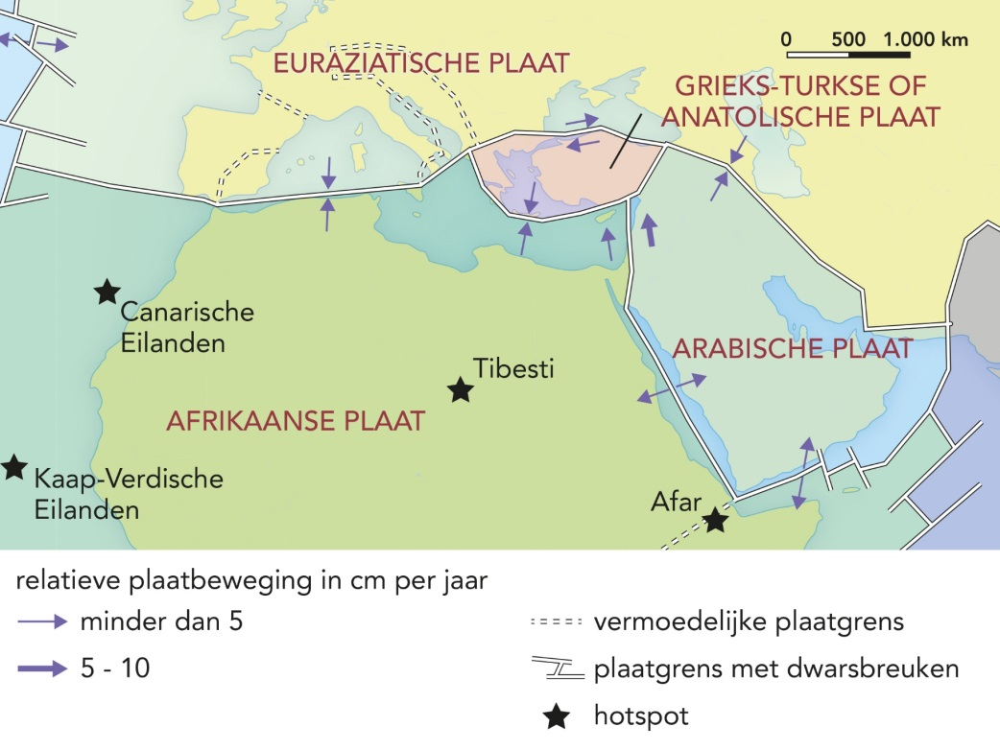 0 500 1.000 km
EURAZIATISCHE PLAAT
GRIEKS-TURKSE OF
ANATOLISCHE PLAAT
Canarische
Eilanden
Tibesti
ARABISCHE PLAAT
AFRIKAANSE PLAAT
Kaap-Verdische
Eilanden
Afar
relatieve plaatbeweging in cm per jaar
minder dan 5
5 - 10
vermoedelijke plaatgrens
plaatgrens met dwarsbreuken
hotspot